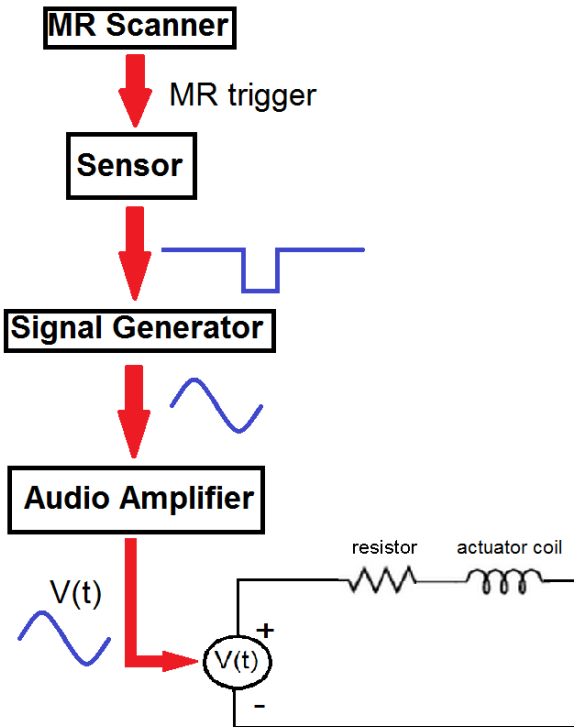 MR Scanner
MR trigger
Sensor
Signal Generator
Audio Amplifier
resistor actuator coil
V(t)
+
V(t)
-